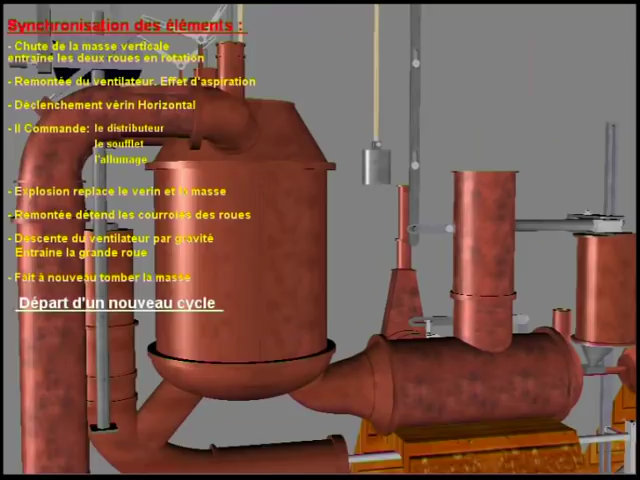 Synchronisation des éléments :
- Chute de la masse verticale
entraîne les deux roues en rotation
- Remontée du ventilateur. Effet d'aspiration
- Déclenchement vérin Horizontal
- Il Commande: le distributeur
le soufflet
l'allumage
- Explosion replace le verin et la masse
- Remontée détend les courroies des roues
- Descente du ventilateur par gravité
Entraine la grande roue
- Fait à nouveau tomber la masse
Départ d'un nouveau cycle